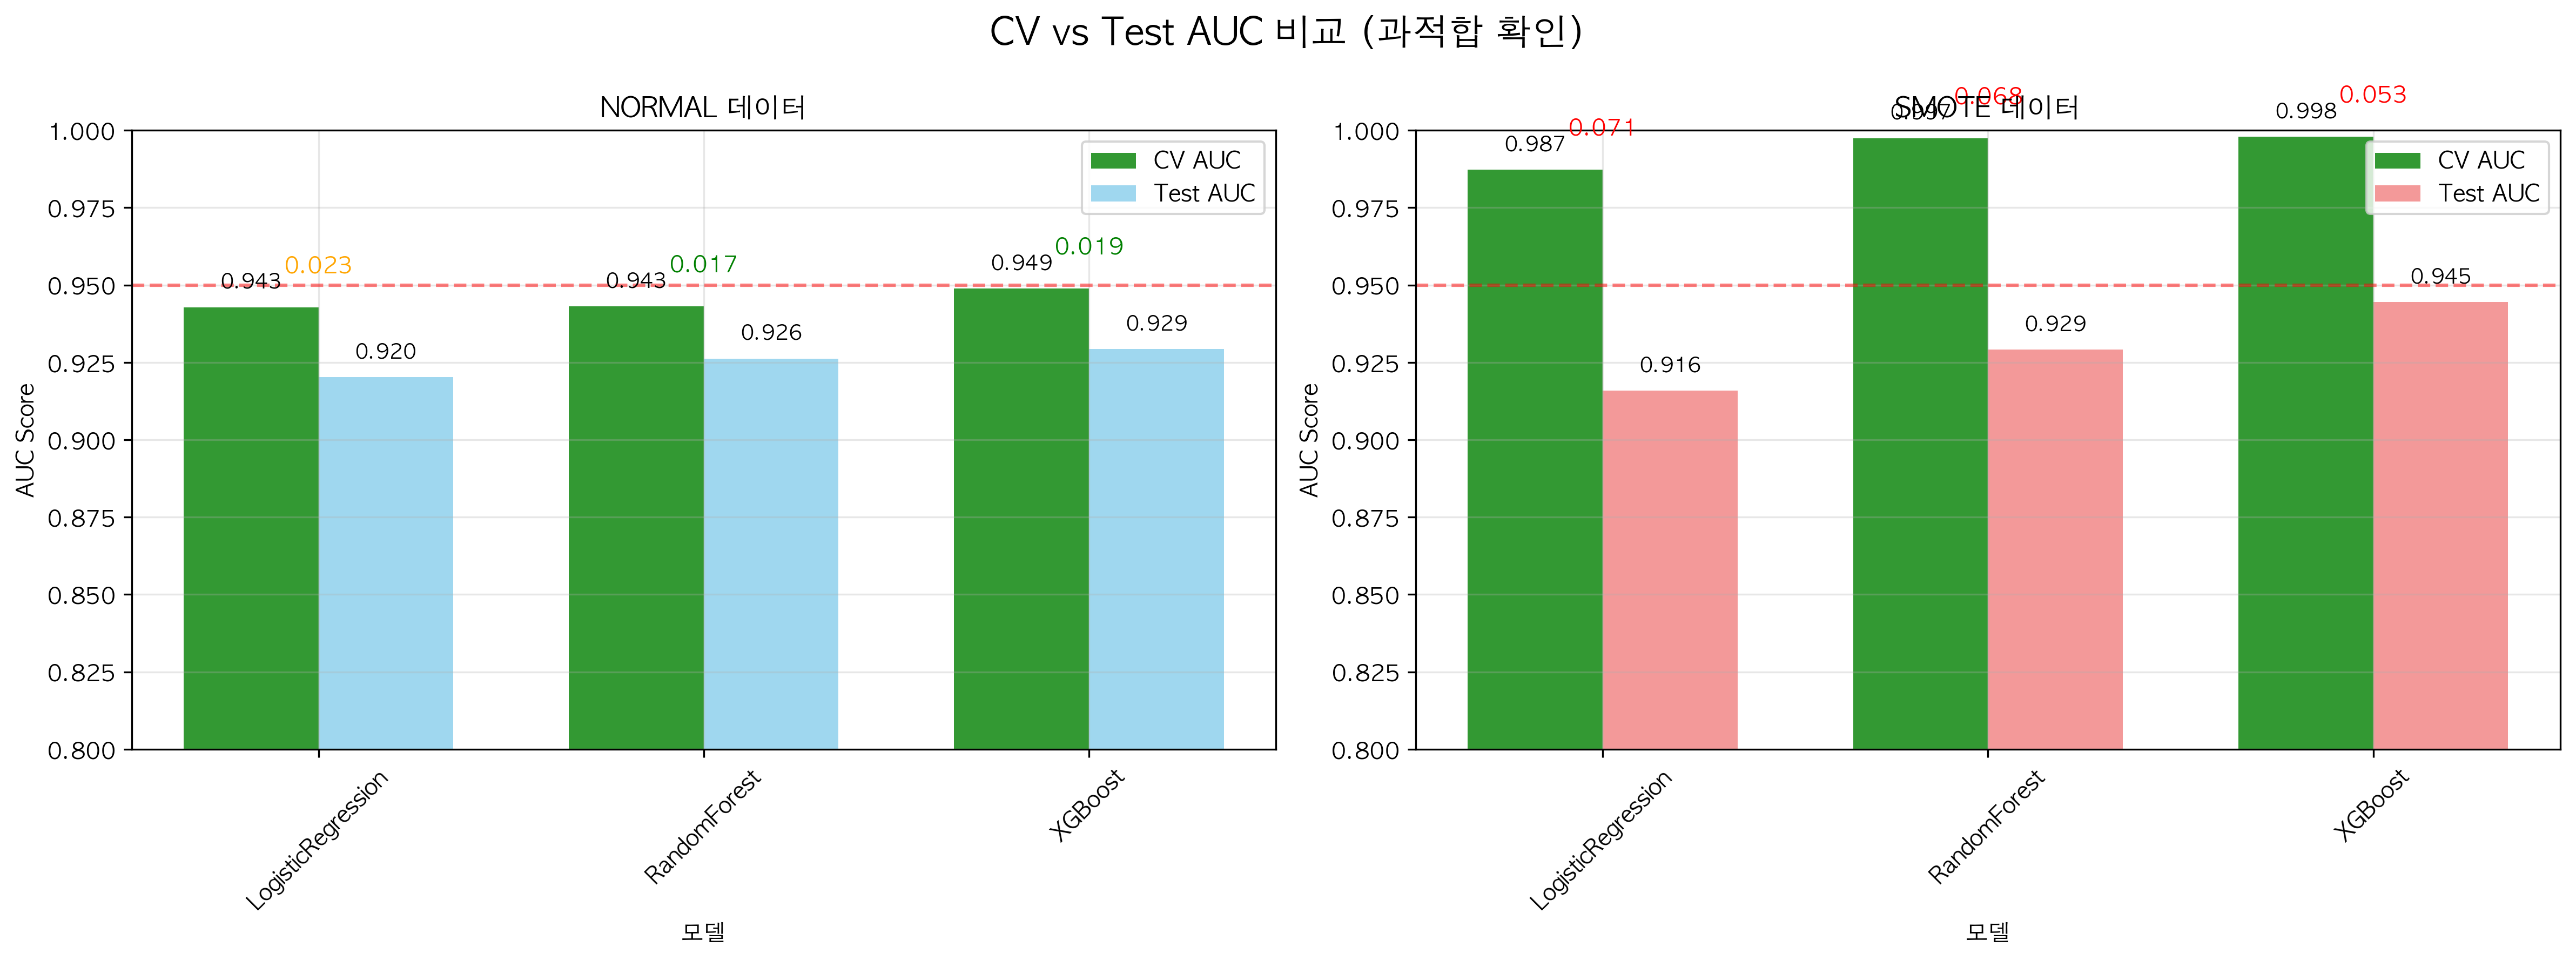 CV vs Test AUC 비교 (과적합 확인)
NORMAL 데이터
1.000
0.975
0.950
0.925
0.900
0.875
0.850
0.825
0.800
AUC Score
CV AUC
Test AUC
0.943
0.023
0.920
0.943
0.017
0.926
0.949
0.019
0.929
LogisticRegression
RandomForest
XGBoost
모델
SMOTE 데이터
1.000
0.975
0.950
0.925
0.900
0.875
0.850
0.825
0.800
AUC Score
CV AUC
Test AUC
0.987
0.071
0.916
0.997
0.068
0.929
0.998
0.053
0.945
LogisticRegression
RandomForest
XGBoost
모델